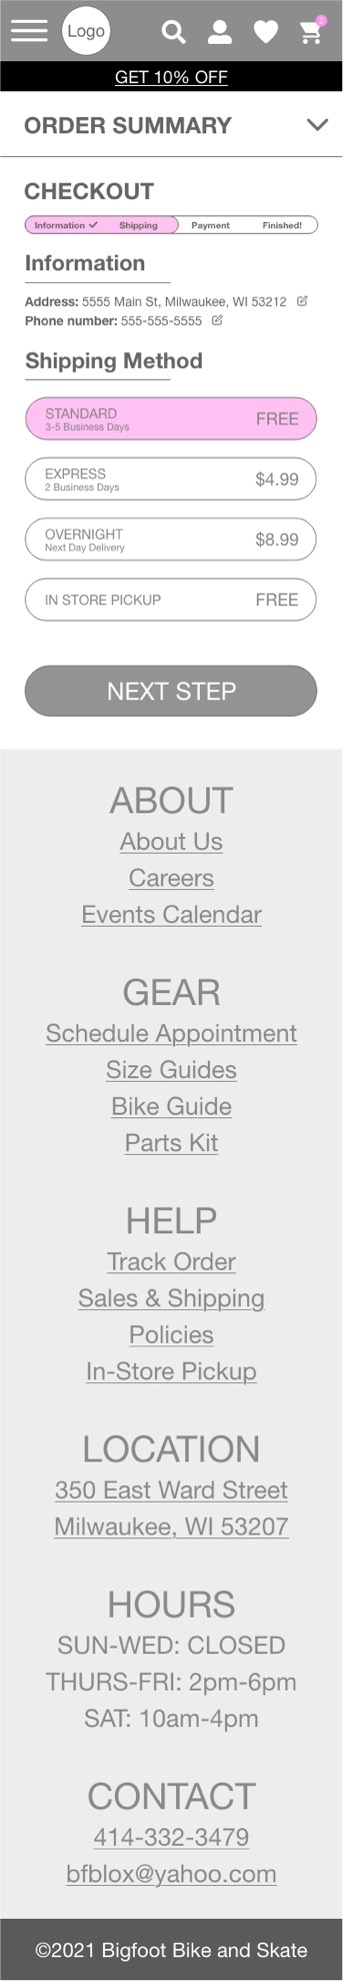 Logo
2
GET 10% OFF
ORDER SUMMARY
CHECKOUT
Information Shipping Payment Finished!
Information
Address: 5555 Main St, Milwaukee, WI 53212
Phone number: 555-555-5555
Shipping Method
STANDARD FREE
3-5 Business Days
EXPRESS $4.99
2 Business Days
OVERNIGHT $8.99
Next Day Delivery
IN STORE PICKUP FREE
NEXT STEP
ABOUT
About Us
Careers
Events Calendar
GEAR
Schedule Appointment
Size Guides
Bike Guide
Parts Kit
HELP
Track Order
Sales & Shipping
Policies
In-Store Pickup
LOCATION
350 East Ward Street
Milwaukee, WI 53207
HOURS
SUN-WED: CLOSED
THURS-FRI: 2pm-6pm
SAT: 10am-4pm
CONTACT
414-332-3479
bfblox@yahoo.com
©2021 Bigfoot Bike and Skate